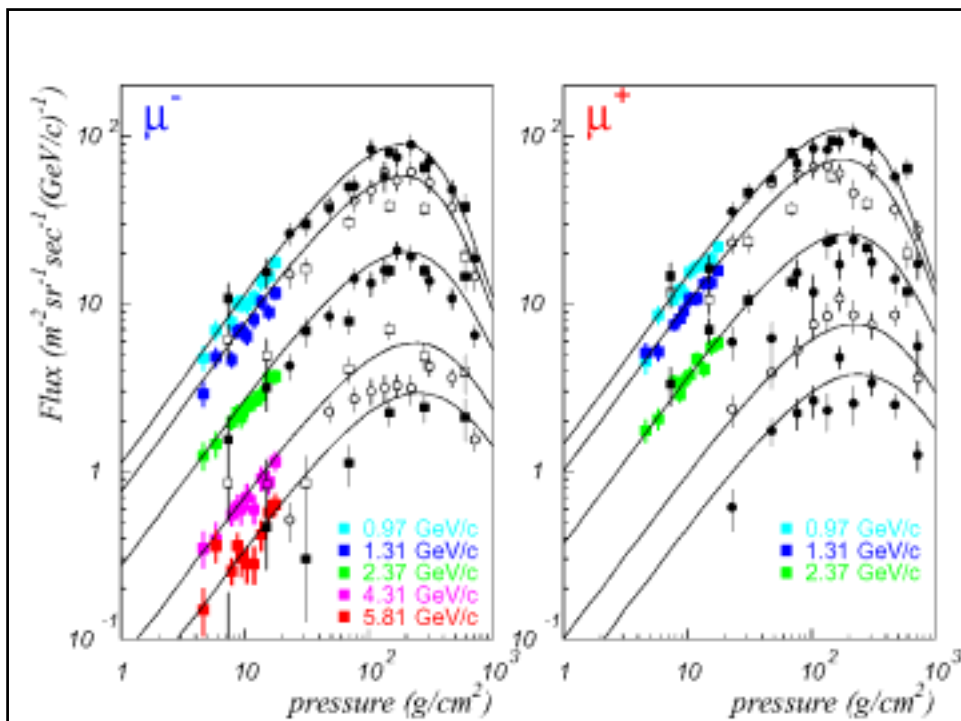 μ⁻
μ⁺
Flux (m⁻² sr⁻¹ sec⁻¹ (GeV/c)⁻¹)
10²
10
1
10⁻¹
0.97 GeV/c
1.31 GeV/c
2.37 GeV/c
4.31 GeV/c
5.81 GeV/c
1 10 10² 10³
pressure (g/cm²)
10²
10
1
10⁻¹
0.97 GeV/c
1.31 GeV/c
2.37 GeV/c
1 10 10² 10³
pressure (g/cm²)